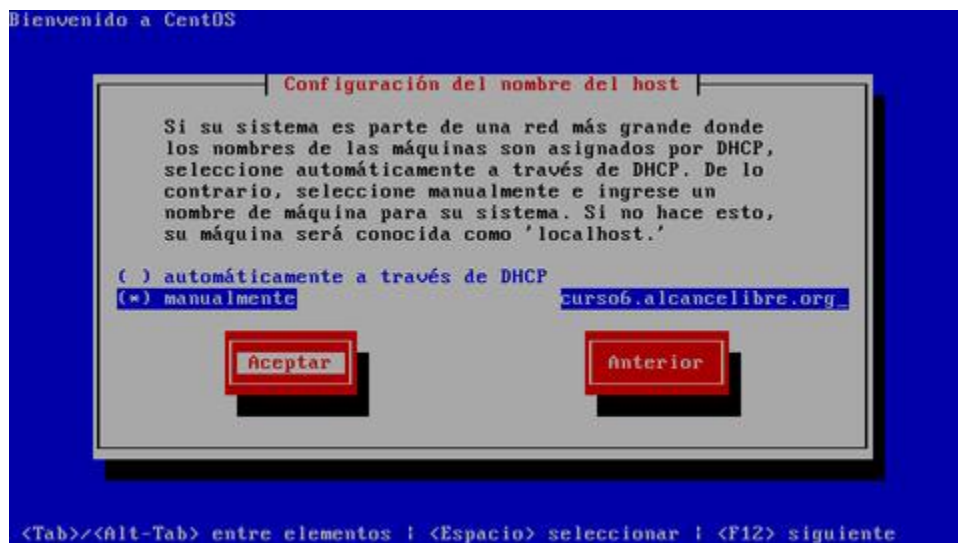 Bienvenido a CentOS
Configuración del nombre del host
Si su sistema es parte de una red más grande donde
los nombres de las máquinas son asignados por DHCP,
seleccione automáticamente a través de DHCP. De lo
contrario, seleccione manualmente e ingrese un
nombre de máquina para su sistema. Si no hace esto,
su máquina será conocida como 'localhost.'
( ) automáticamente a través de DHCP
(*) manualmente curso6.alcancelibre.org_
Aceptar Anterior
<Tab>/<Alt-Tab> entre elementos | <Espacio> seleccionar | <F12> siguiente